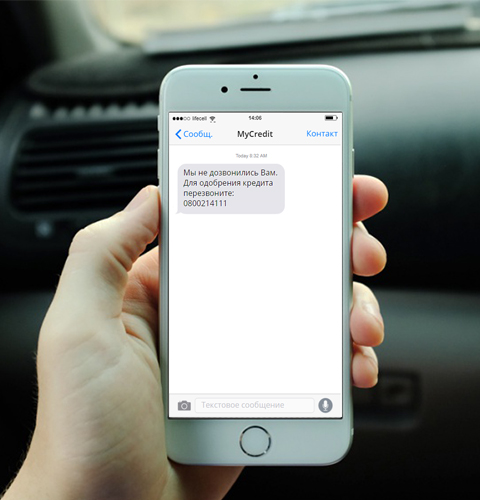 lifecell 14:06
Сообщ. MyCredit Контакт
Today 8:32 AM
Мы не дозвонились Вам.
Для одобрения кредита
перезвоните:
0800214111
Текстовое сообщение